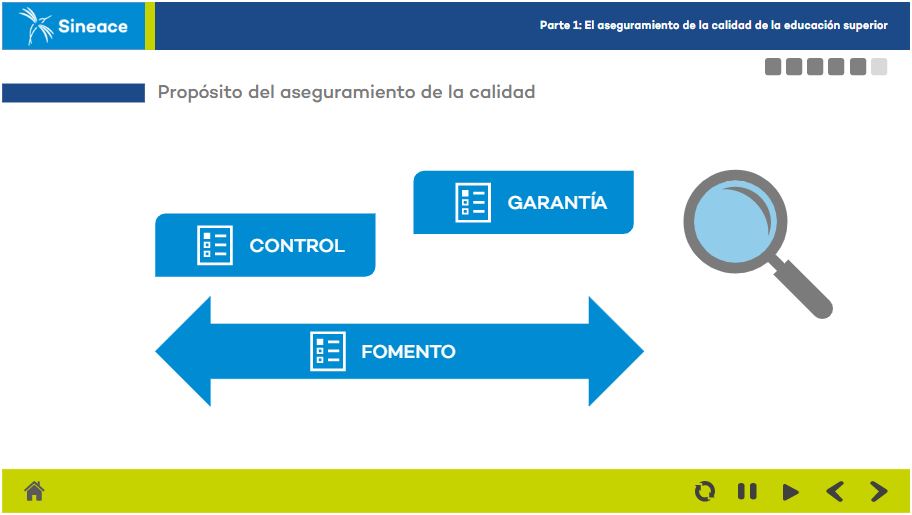 Sineace
Parte 1: El aseguramiento de la calidad de la educación superior
Propósito del aseguramiento de la calidad
GARANTÍA
CONTROL
FOMENTO